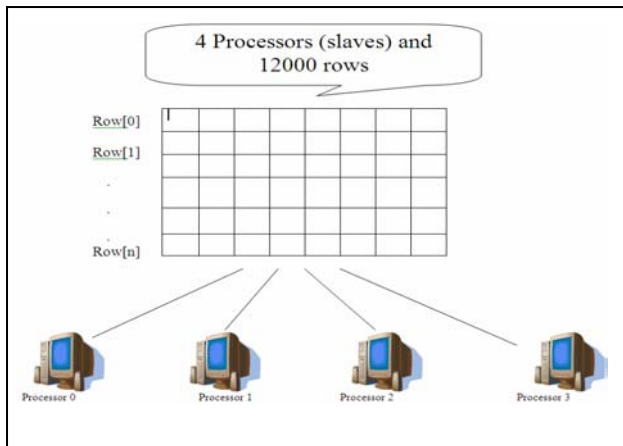 4 Processors (slaves) and
12000 rows
Row[0]
Row[1]
.
.
.
Row[n]
Processor 0
Processor 1
Processor 2
Processor 3